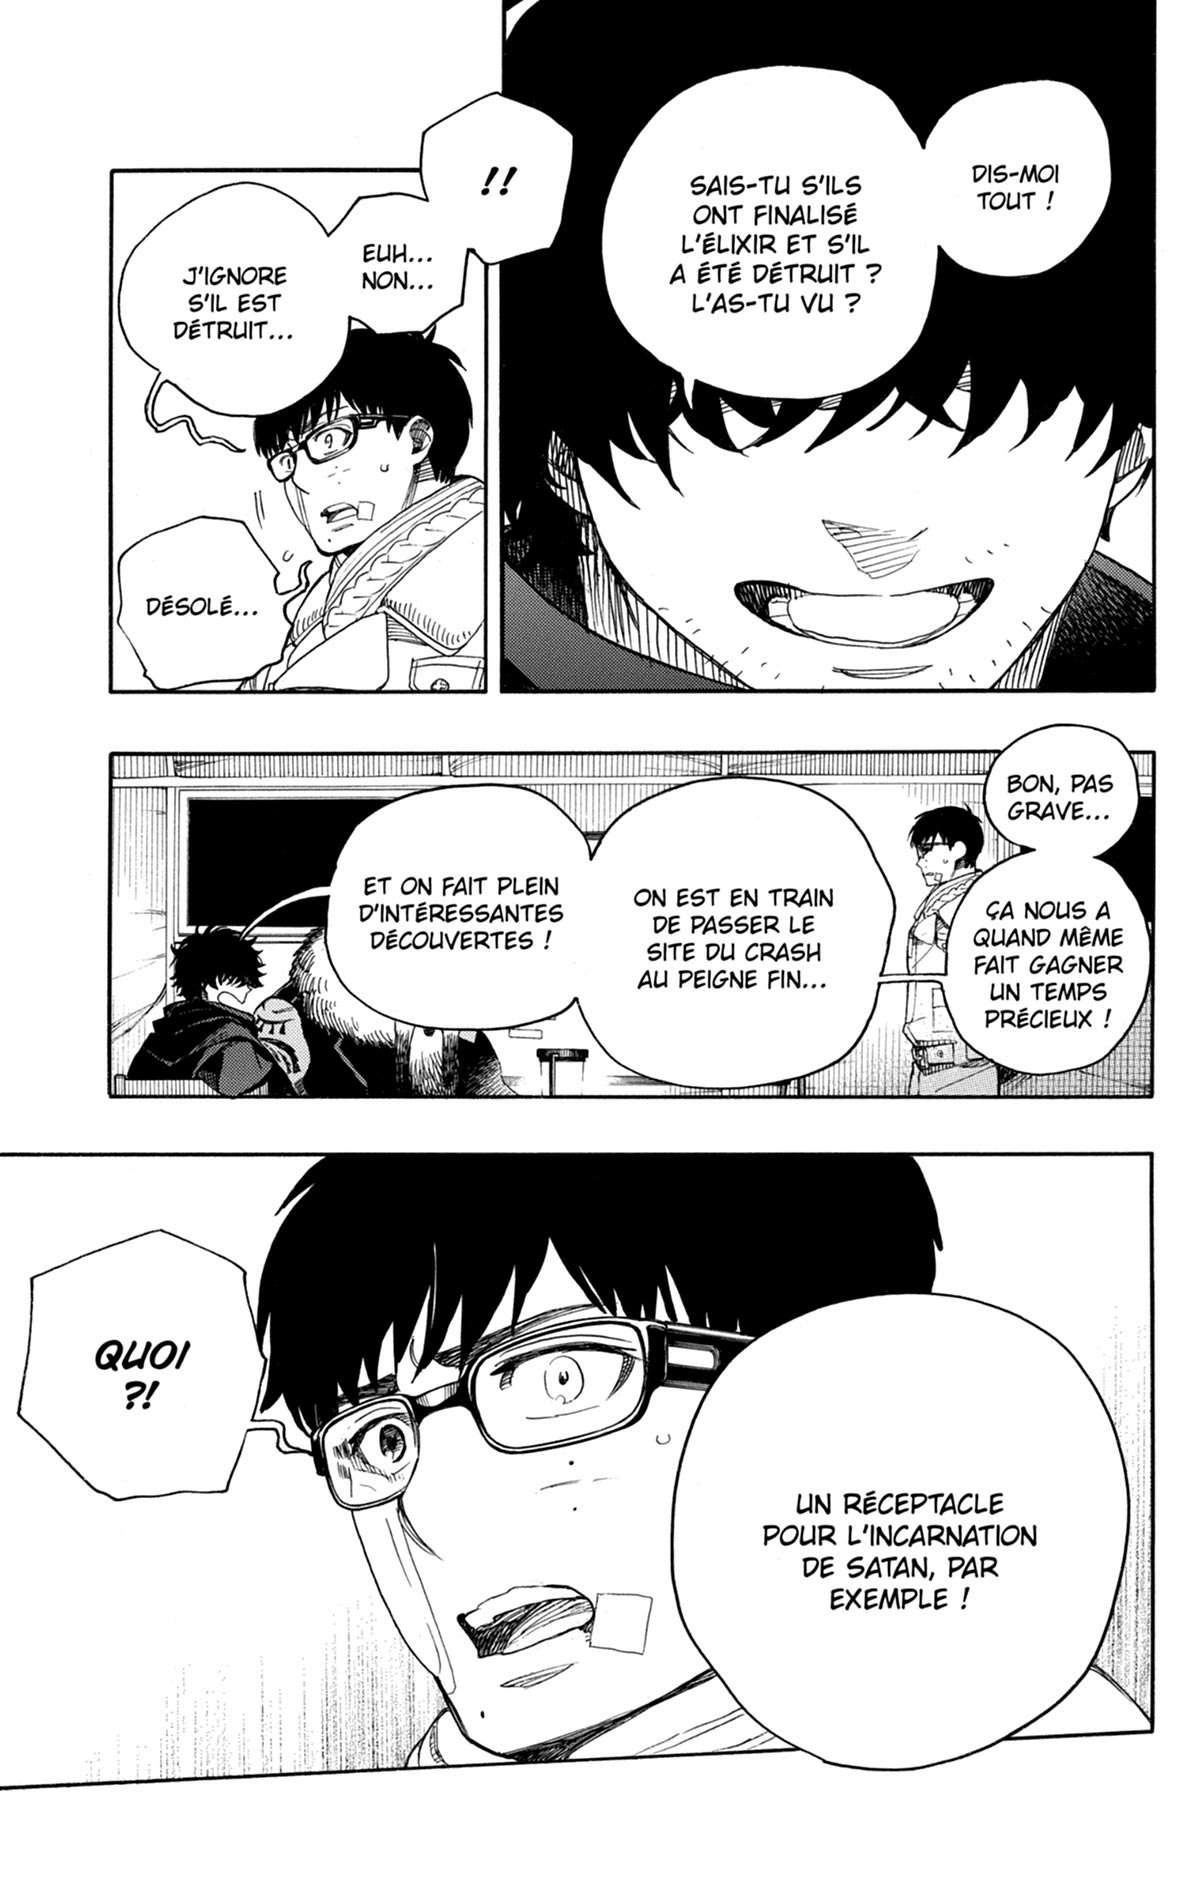 DIS-MOI
TOUT !
SAIS-TU S'ILS
ONT FINALISÉ
L'ÉLIXIR ET S'IL
A ÉTÉ DÉTRUIT ?
L'AS-TU VU ?
!!
EUH...
NON...
J'IGNORE
S'IL EST
DÉTRUIT...
DÉSOLÉ...
BON, PAS
GRAVE...
ÇA NOUS A
QUAND MÊME
FAIT GAGNER
UN TEMPS
PRÉCIEUX !
ON EST EN TRAIN
DE PASSER LE
SITE DU CRASH
AU PEIGNE FIN...
ET ON FAIT PLEIN
D'INTÉRESSANTES
DÉCOUVERTES !
UN RÉCEPTACLE
POUR L'INCARNATION
DE SATAN, PAR
EXEMPLE !
QUOI
?!